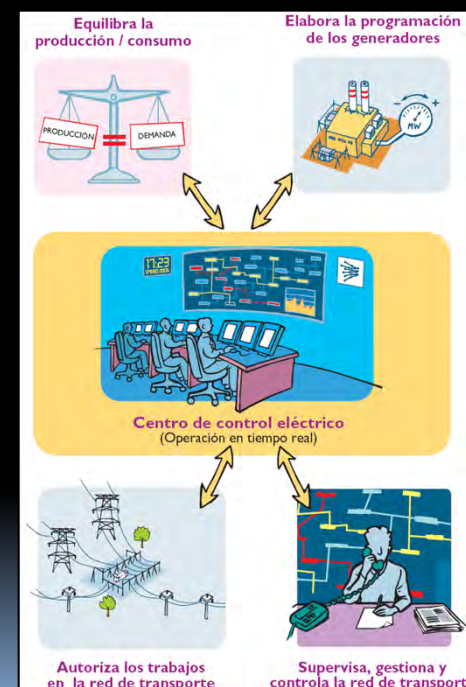 Equilibra la
producción / consumo
Elabora la programación
de los generadores
PRODUCCIÓN
DEMANDA
- +
MW
17:23
Centro de control eléctrico
(Operación en tiempo real)
Autoriza los trabajos
en la red de transporte
Supervisa, gestiona y
controla la red de transport